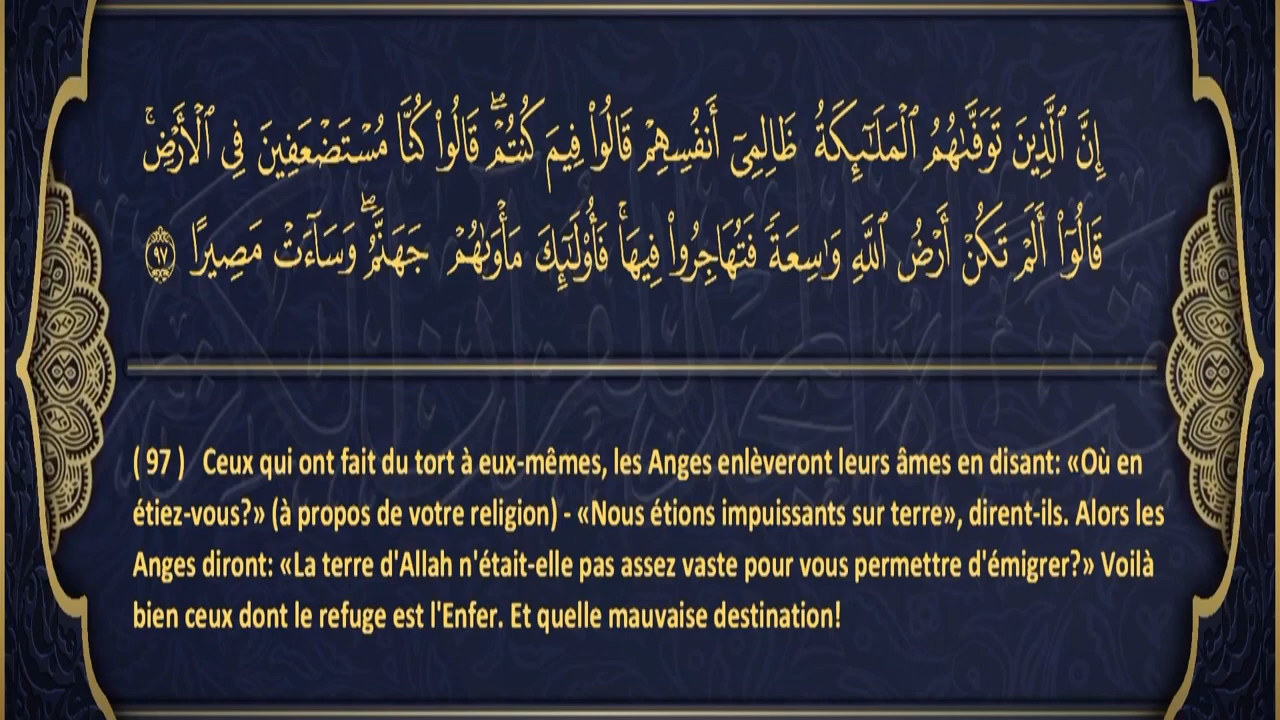 إِنَّ ٱلَّذِينَ تَوَفَّىٰهُمُ ٱلْمَلَـٰٓئِكَةُ ظَالِمِىٓ أَنفُسِهِمْ قَالُوا۟ فِيمَ كُنتُمْ ۖ قَالُوا۟ كُنَّا مُسْتَضْعَفِينَ فِى ٱلْأَرْضِ ۚ
قَالُوٓا۟ أَلَمْ تَكُنْ أَرْضُ ٱللَّهِ وَٰسِعَةً فَتُهَاجِرُوا۟ فِيهَا ۚ فَأُو۟لَـٰٓئِكَ مَأْوَىٰهُمْ جَهَنَّمُ ۖ وَسَآءَتْ مَصِيرًا ٩٧
( 97 ) Ceux qui ont fait du tort à eux-mêmes, les Anges enlèveront leurs âmes en disant: «Où en
étiez-vous?» (à propos de votre religion) - «Nous étions impuissants sur terre», dirent-ils. Alors les
Anges diront: «La terre d'Allah n'était-elle pas assez vaste pour vous permettre d'émigrer?» Voilà
bien ceux dont le refuge est l'Enfer. Et quelle mauvaise destination!